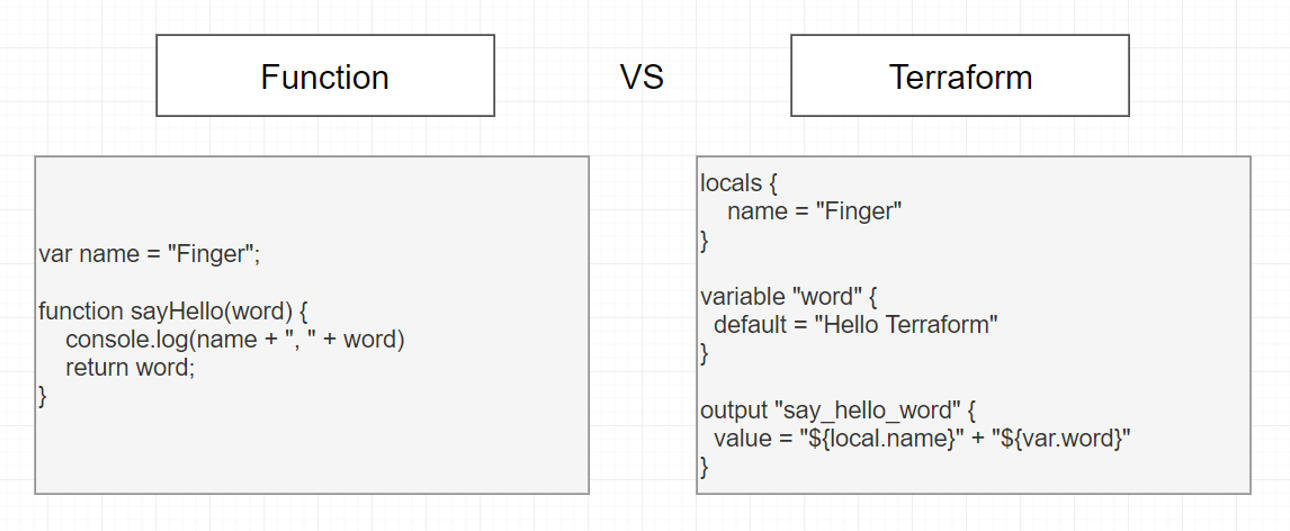 Function
VS
Terraform
var name = "Finger";
function sayHello(word) {
console.log(name + ", " + word)
return word;
}
locals {
name = "Finger"
}
variable "word" {
default = "Hello Terraform"
}
output "say_hello_word" {
value = "${local.name}" + "${var.word}"
}